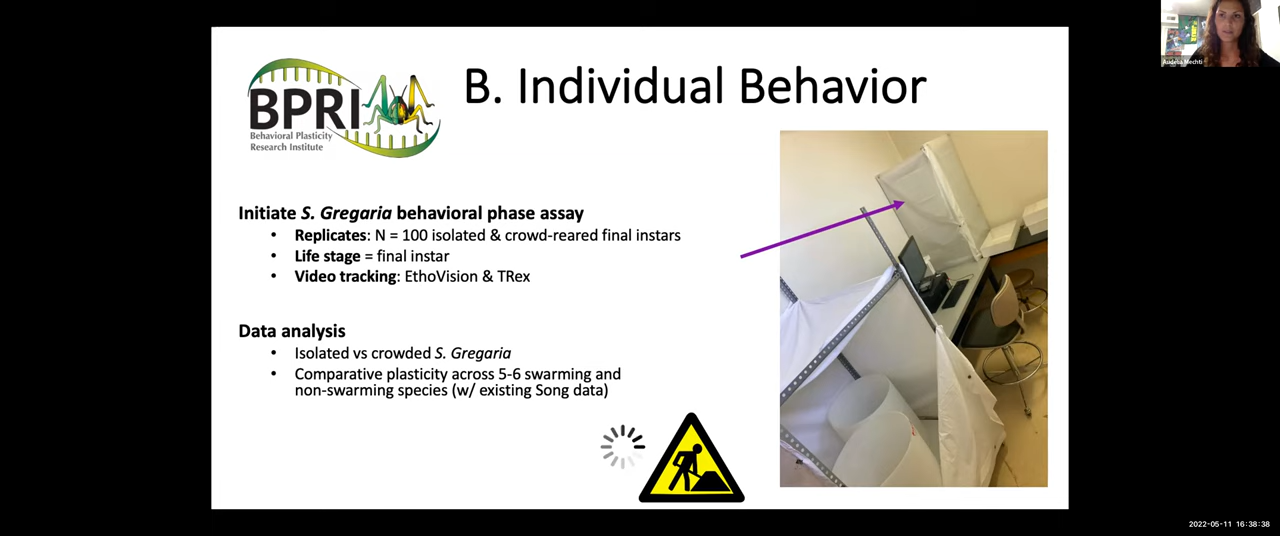 BPRI
Behavioral Plasticity
Research Institute
B. Individual Behavior
Initiate S. Gregaria behavioral phase assay
• Replicates: N = 100 isolated & crowd-reared final instars
• Life stage = final instar
• Video tracking: EthoVision & TRex
Data analysis
• Isolated vs crowded S. Gregaria
• Comparative plasticity across 5-6 swarming and
non-swarming species (w/ existing Song data)
Mechti
2022-05-11 16:38:38